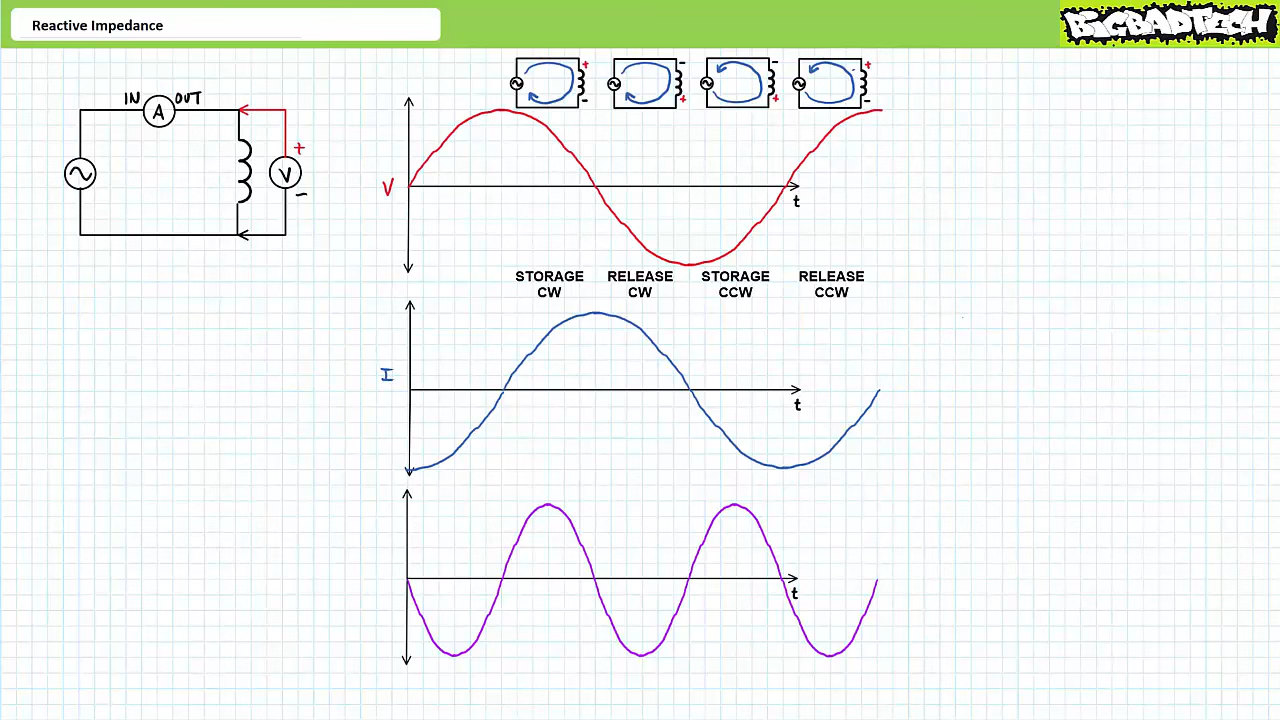 Reactive Impedance
BIGBADTECH
IN A OUT
+
V
-
+ - - +
- + + -
V
t
STORAGE RELEASE STORAGE RELEASE
CW CW CCW CCW
I
t
t